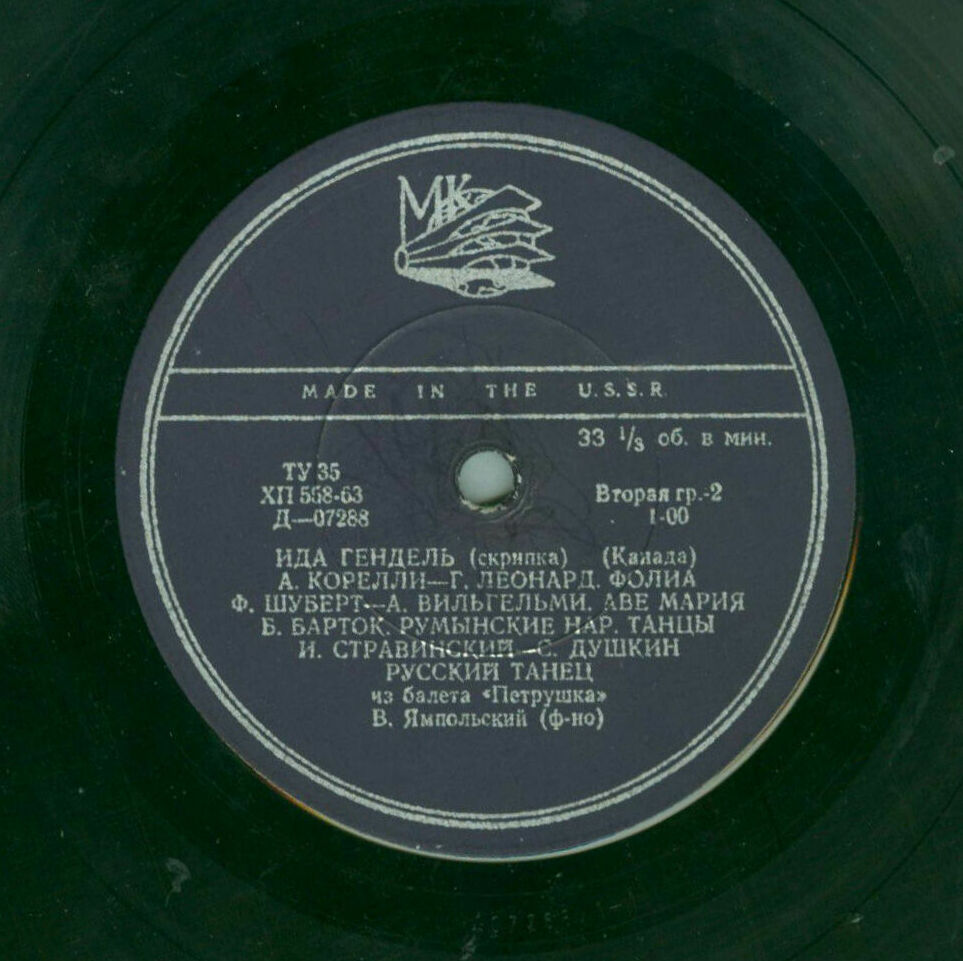 МК
MADE IN THE U.S.S.R.
33 1/3 об. в мин.
ТУ 35
ХП 558-63
Д—07288
Вторая гр.-2
1-00
ИДА ГЕНДЕЛЬ (скрипка) (Канада)
А. КОРЕЛЛИ—Г. ЛЕОНАРД. ФОЛИА
Ф. ШУБЕРТ—А. ВИЛЬГЕЛЬМИ. АВЕ МАРИЯ
Б. БАРТОК. РУМЫНСКИЕ НАР. ТАНЦЫ
И. СТРАВИНСКИЙ—С. ДУШКИН
РУССКИЙ ТАНЕЦ
из балета «Петрушка»
В. Ямпольский (ф-но)